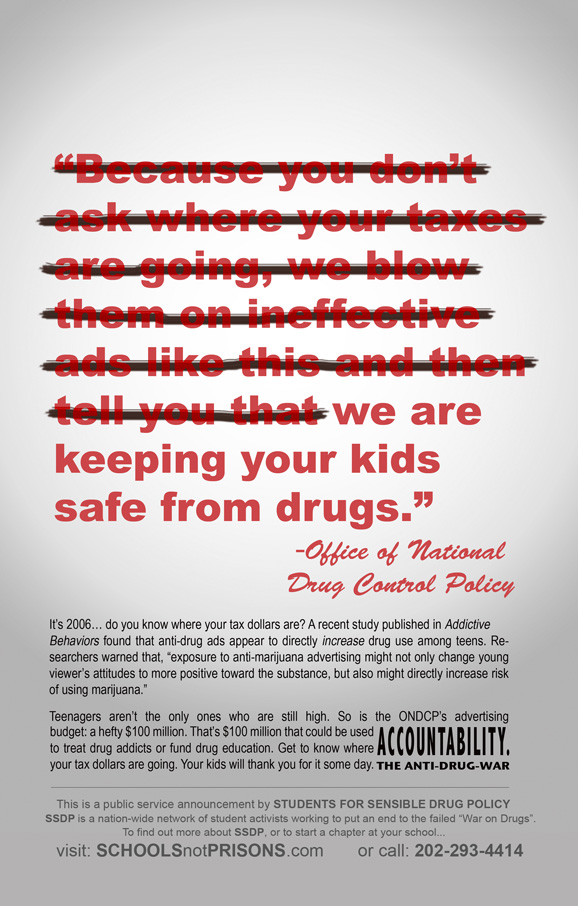 “Because you don’t
ask where your taxes
are going, we blow
them on ineffective
ads like this and then
tell you that we are
keeping your kids
safe from drugs.”
-Office of National
Drug Control Policy
It's 2006... do you know where your tax dollars are? A recent study published in Addictive
Behaviors found that anti-drug ads appear to directly increase drug use among teens. Re-
searchers warned that, “exposure to anti-marijuana advertising might not only change young
viewer's attitudes to more positive toward the substance, but also might directly increase risk
of using marijuana.”
Teenagers aren't the only ones who are still high. So is the ONDCP's advertising
budget: a hefty $100 million. That's $100 million that could be used
to treat drug addicts or fund drug education. Get to know where
your tax dollars are going. Your kids will thank you for it some day.
ACCOUNTABILITY.
THE ANTI-DRUG-WAR
This is a public service announcement by STUDENTS FOR SENSIBLE DRUG POLICY
SSDP is a nation-wide network of student activists working to put an end to the failed “War on Drugs”.
To find out more about SSDP, or to start a chapter at your school...
visit: SCHOOLSnotPRISONS.com or call: 202-293-4414